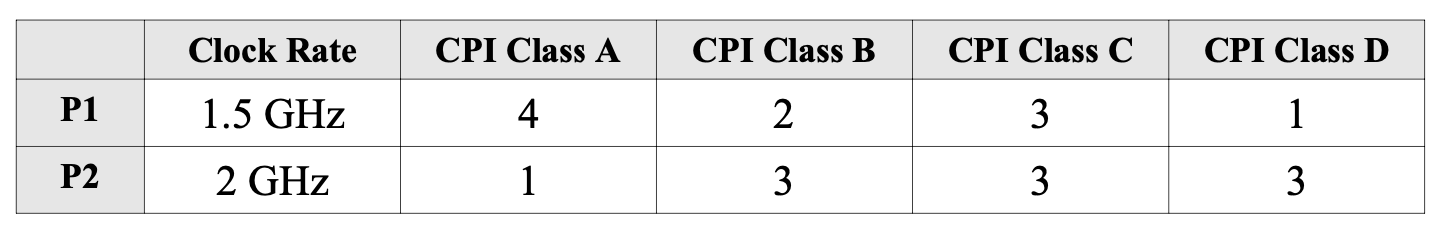 Clock Rate CPI Class A CPI Class B CPI Class C CPI Class D
P1 1.5 GHz 4 2 3 1
P2 2 GHz 1 3 3 3